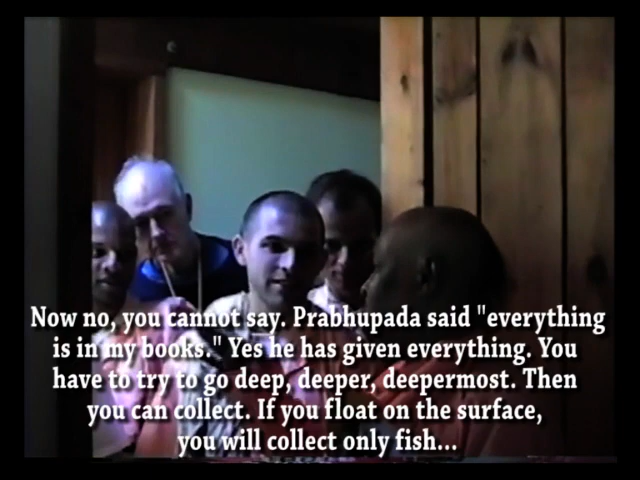 Now no, you cannot say. Prabhupada said "everything
is in my books." Yes he has given everything. You
have to try to go deep, deeper, deepermost. Then
you can collect. If you float on the surface,
you will collect only fish...